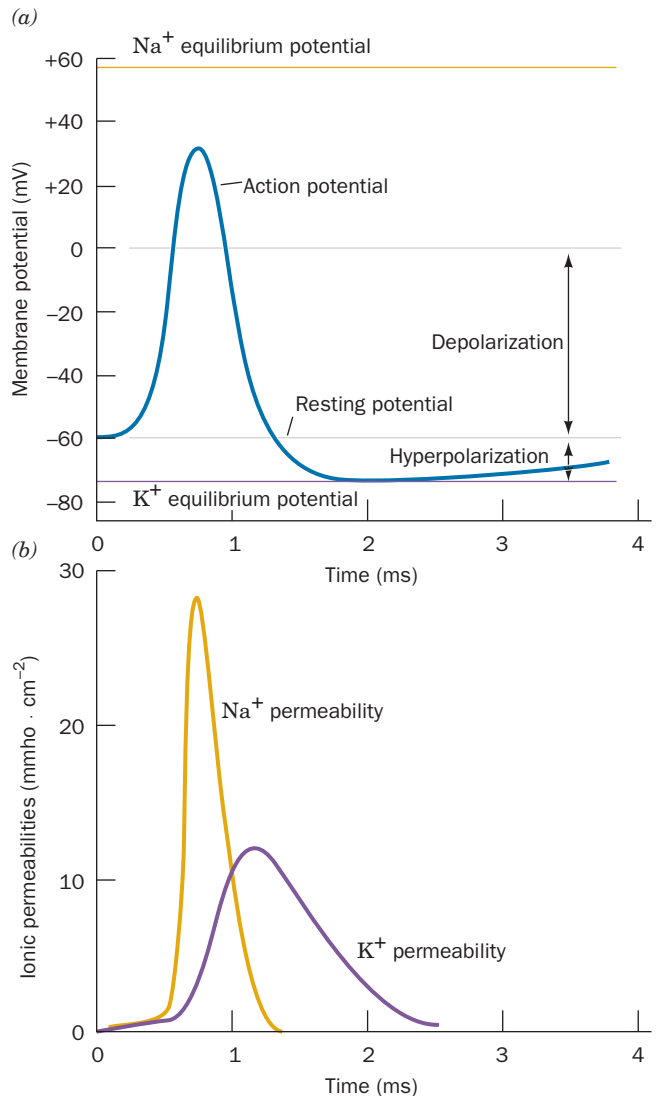 (a)
Na⁺ equilibrium potential
+60
+40
+20
0
−20
−40
−60
−80
Membrane potential (mV)
Action potential
Depolarization
Resting potential
Hyperpolarization
K⁺ equilibrium potential
0 1 2 3 4
Time (ms)
(b)
30
20
10
0
Ionic permeabilities (mmho · cm⁻²)
Na⁺ permeability
K⁺ permeability
0 1 2 3 4
Time (ms)